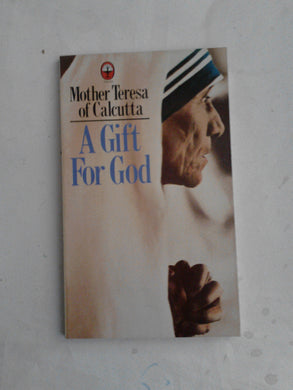 Mother Teresa
of Calcutta
A Gift
For God